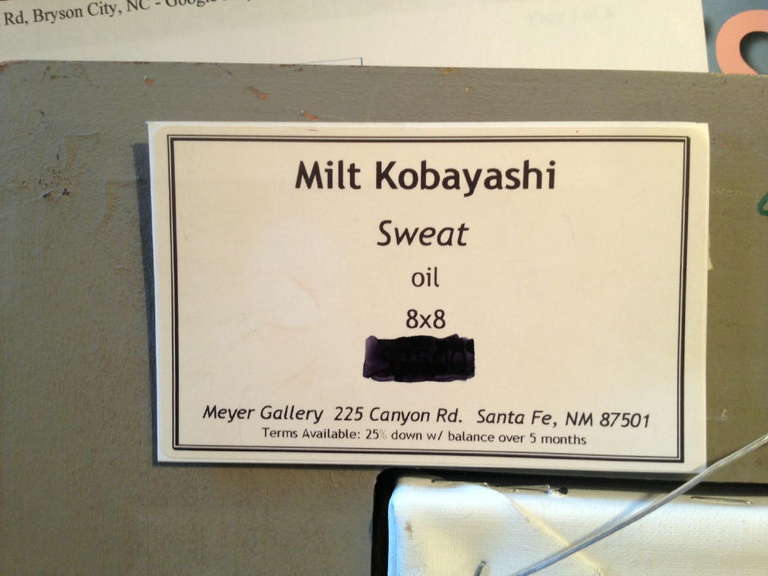 Rd, Bryson City, NC - Google
Milt Kobayashi
Sweat
oil
8x8
Meyer Gallery 225 Canyon Rd. Santa Fe, NM 87501
Terms Available: 25% down w/ balance over 5 months